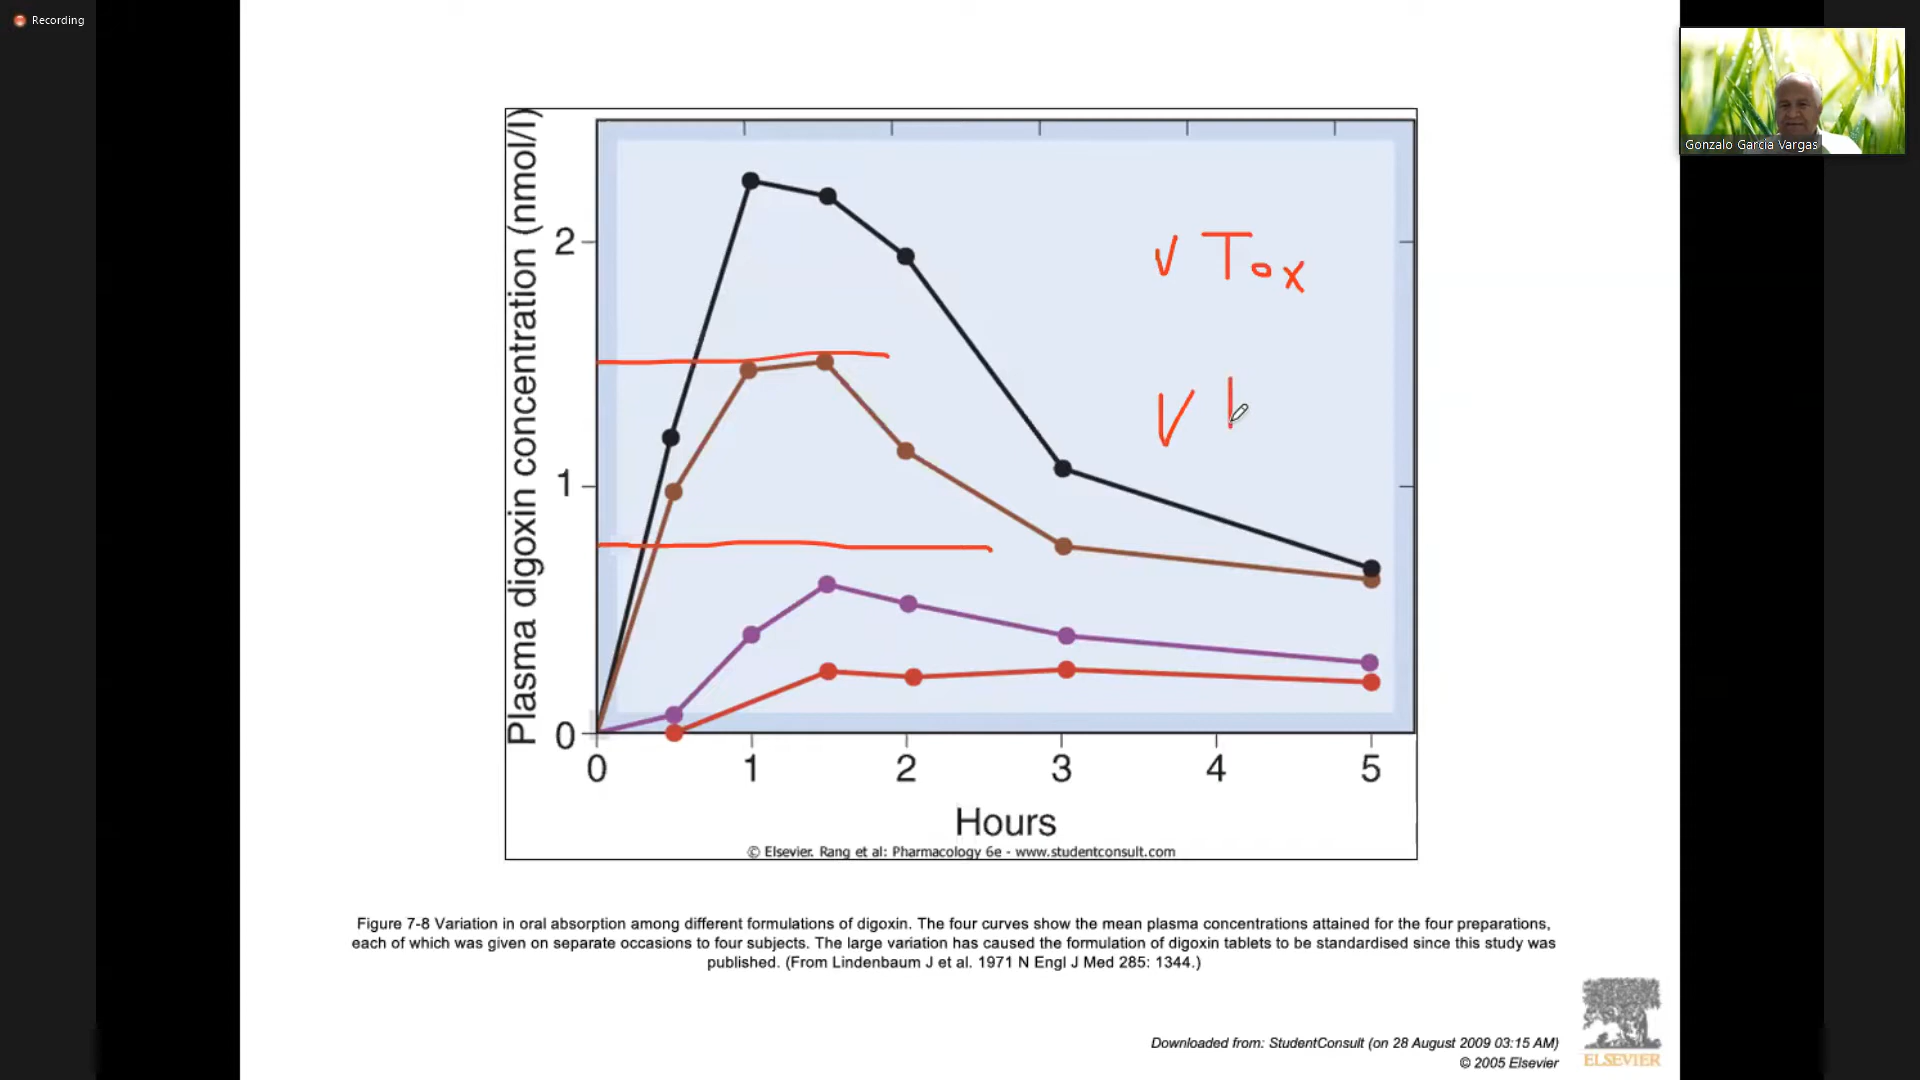 Recording
Gonzalo Garcia Vargas
Plasma digoxin concentration (nmol/l)
2
1
0
0 1 2 3 4 5
Hours
© Elsevier. Rang et al: Pharmacology 6e - www.studentconsult.com
v Tox
V
Figure 7-8 Variation in oral absorption among different formulations of digoxin. The four curves show the mean plasma concentrations attained for the four preparations,
each of which was given on separate occasions to four subjects. The large variation has caused the formulation of digoxin tablets to be standardised since this study was
published. (From Lindenbaum J et al. 1971 N Engl J Med 285: 1344.)
Downloaded from: StudentConsult (on 28 August 2009 03:15 AM)
© 2005 Elsevier
ELSEVIER